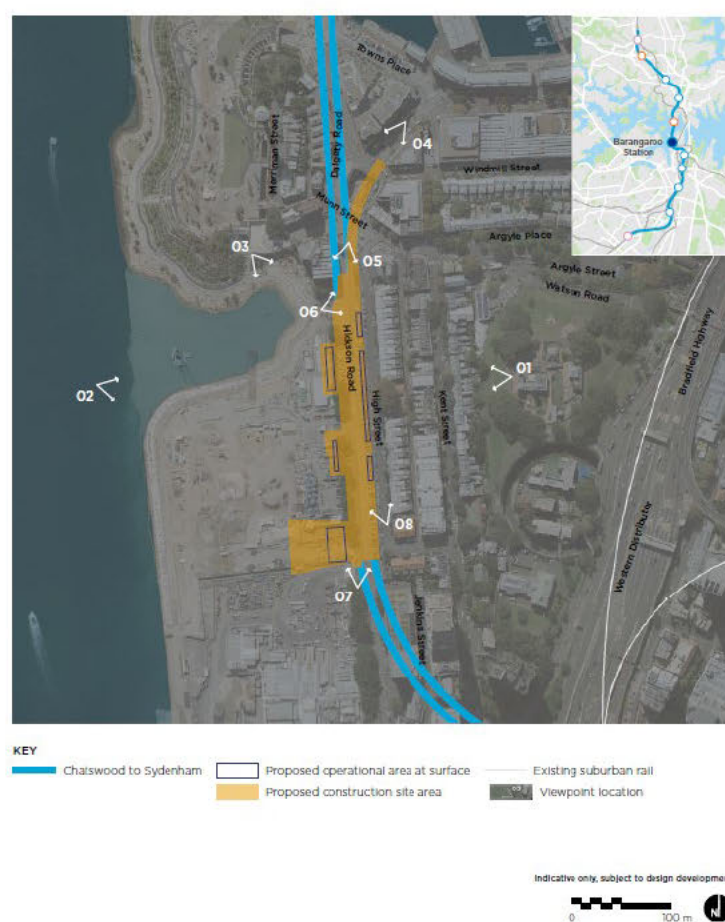 Towns Place
Merriman Street
Dalgety Road
04
Windmill Street
Munn Street
Argyle Place
03
05
Argyle Street
Watson Road
06
Hickson Road
01
02
High Street
Kent Street
Bradfield Highway
08
Western Distributor
07
Jenkins Street
Barangaroo
Station
KEY
Chatswood to Sydenham
Proposed operational area at surface
Existing suburban rail
Proposed construction site area
Viewpoint location
Indicative only, subject to design developmen
0
100 m
N